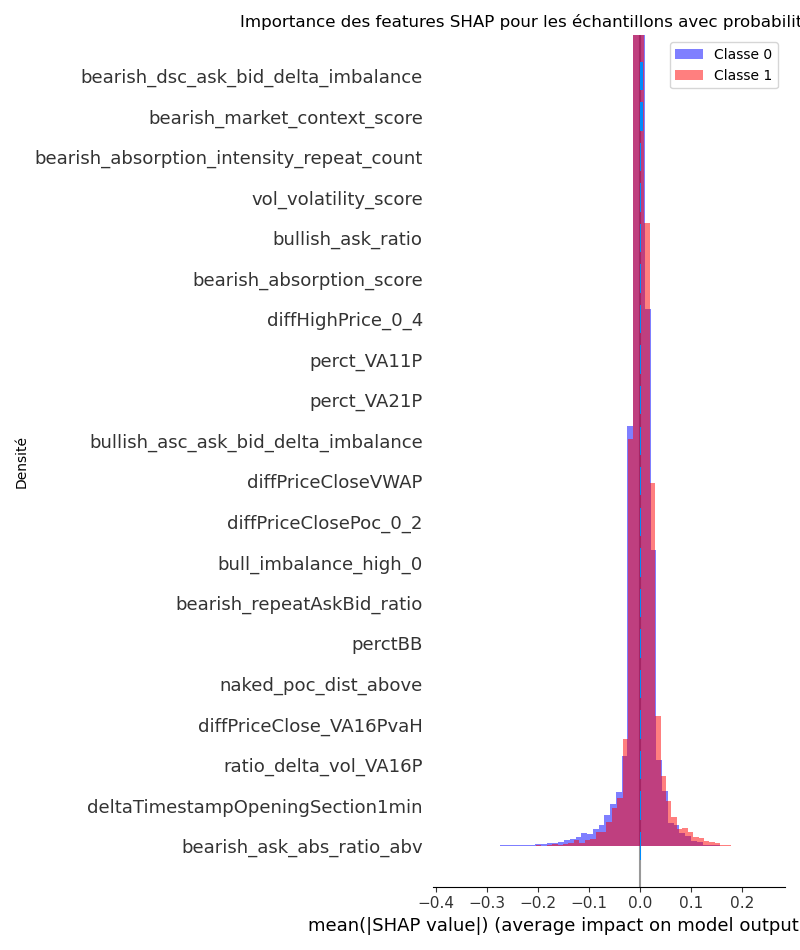 Importance des features SHAP pour les échantillons avec probabilit
Classe 0
Classe 1
bearish_dsc_ask_bid_delta_imbalance
bearish_market_context_score
bearish_absorption_intensity_repeat_count
vol_volatility_score
bullish_ask_ratio
bearish_absorption_score
diffHighPrice_0_4
perct_VA11P
perct_VA21P
bullish_asc_ask_bid_delta_imbalance
diffPriceCloseVWAP
diffPriceClosePoc_0_2
bull_imbalance_high_0
bearish_repeatAskBid_ratio
perctBB
naked_poc_dist_above
diffPriceClose_VA16PvaH
ratio_delta_vol_VA16P
deltaTimestampOpeningSection1min
bearish_ask_abs_ratio_abv
Densité
−0.4 −0.3 −0.2 −0.1 0.0 0.1 0.2
mean(|SHAP value|) (average impact on model output